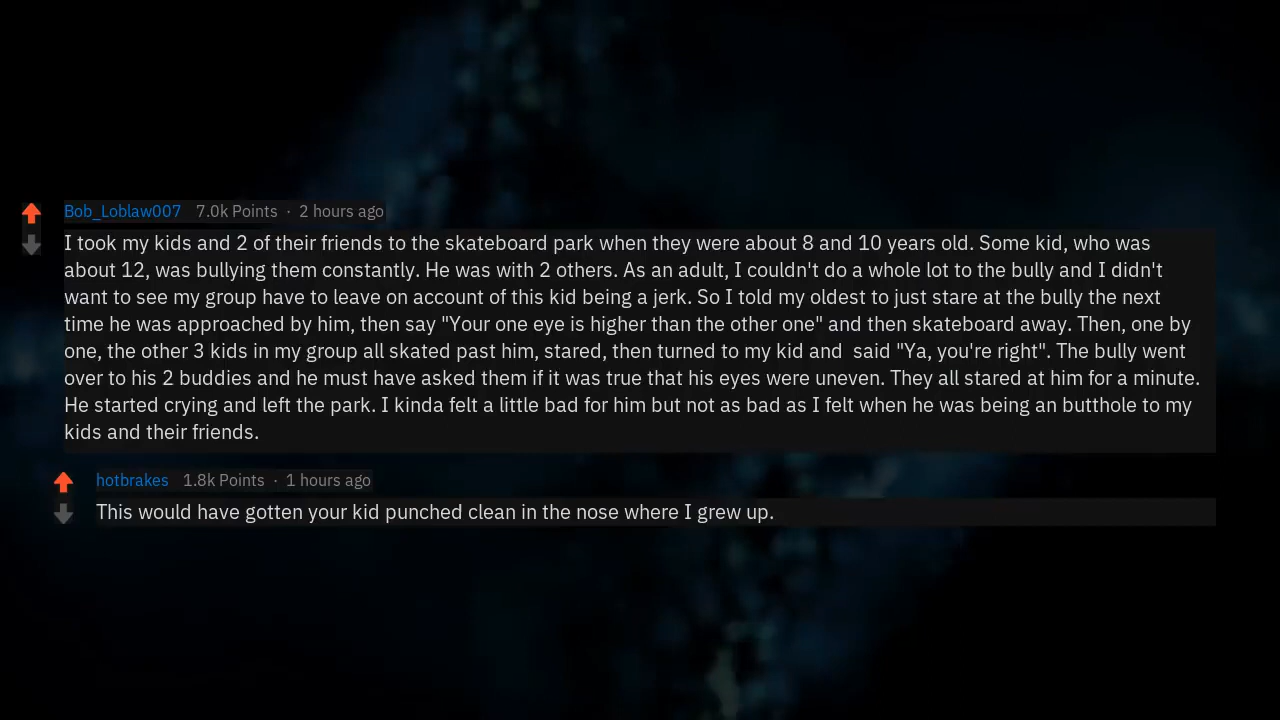 Bob_Loblaw007 7.0k Points · 2 hours ago
I took my kids and 2 of their friends to the skateboard park when they were about 8 and 10 years old. Some kid, who was
about 12, was bullying them constantly. He was with 2 others. As an adult, I couldn't do a whole lot to the bully and I didn't
want to see my group have to leave on account of this kid being a jerk. So I told my oldest to just stare at the bully the next
time he was approached by him, then say "Your one eye is higher than the other one" and then skateboard away. Then, one by
one, the other 3 kids in my group all skated past him, stared, then turned to my kid and  said "Ya, you're right". The bully went
over to his 2 buddies and he must have asked them if it was true that his eyes were uneven. They all stared at him for a minute.
He started crying and left the park. I kinda felt a little bad for him but not as bad as I felt when he was being an butthole to my
kids and their friends.
hotbrakes 1.8k Points · 1 hours ago
This would have gotten your kid punched clean in the nose where I grew up.